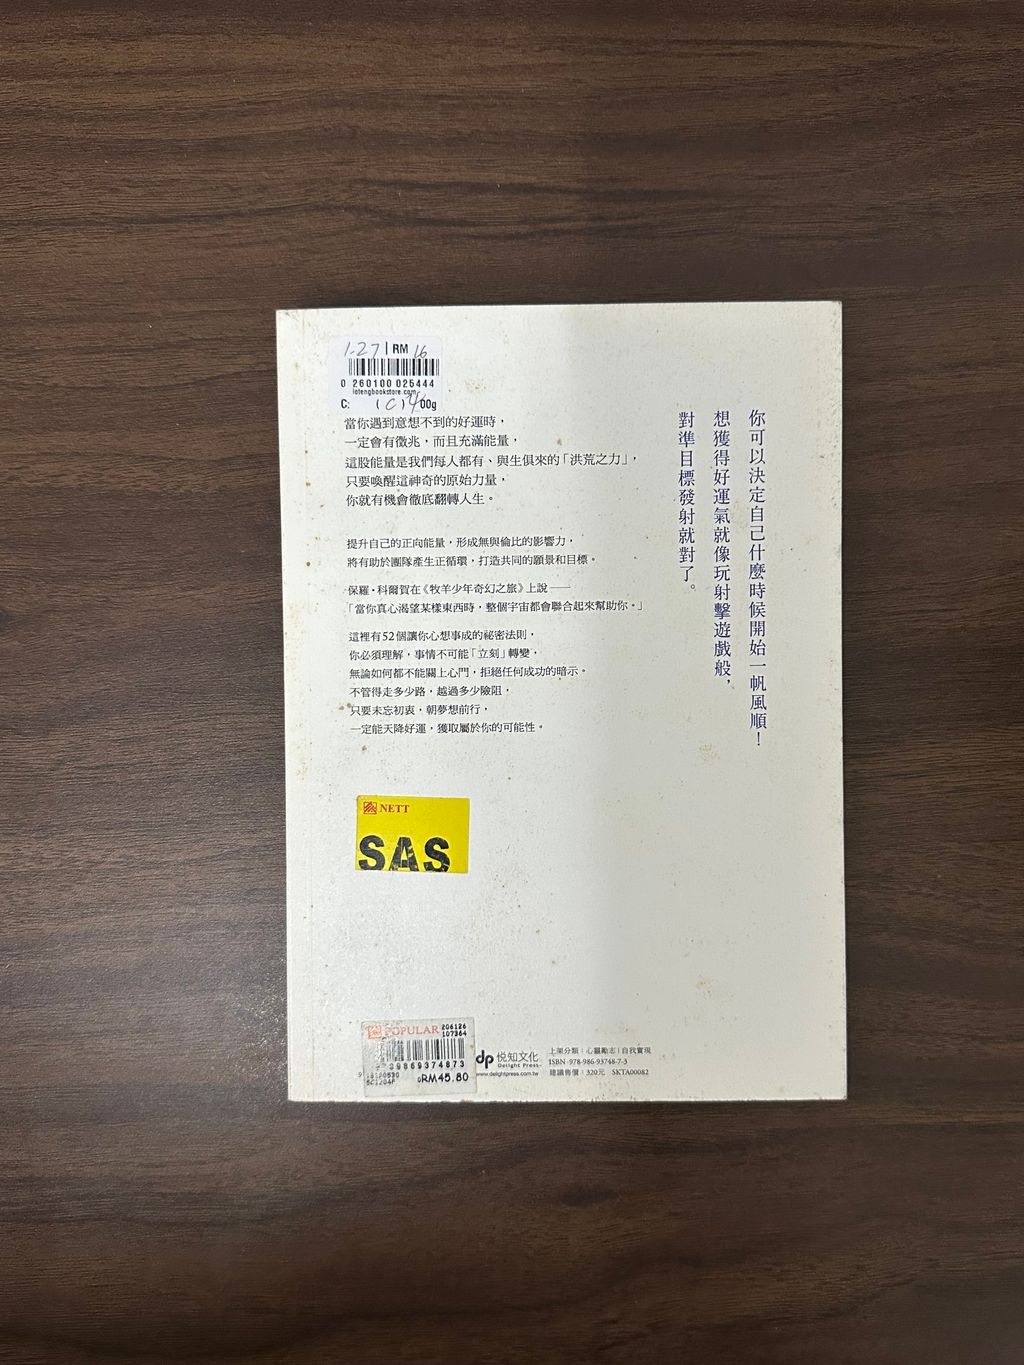 1.27 | RM 16
0 260100 025444
iotengbookstore.com
C:
00g
當你遇到意想不到的好運時，
一定會有徵兆，而且充滿能量，
這股能量是我們每人都有、與生俱來的「洪荒之力」，
只要喚醒這神奇的原始力量，
你就有機會徹底翻轉人生。
提升自己的正向能量，形成無與倫比的影響力，
將有助於團隊產生正循環，打造共同的願景和目標。
保羅·科爾賀在《牧羊少年奇幻之旅》上說──
「當你真心渴望某樣東西時，整個宇宙都會聯合起來幫助你。」
這裡有52個讓你心想事成的祕密法則，
你必須理解，事情不可能「立刻」轉變，
無論如何都不能關上心門，拒絕任何成功的暗示。
不管得走多少路，越過多少險阻，
只要未忘初衷，朝夢想前行，
一定能天降好運，獲取屬於你的可能性。
你可以決定自己什麼時候開始一帆風順！
想獲得好運氣就像玩射擊遊戲般，
對準目標發射就對了。
NETT
SAS
POPULAR
206126
107364
RM45.80
dp 悅知文化
Delight Press
www.delightpress.com.tw
上架分類：心靈勵志|自我實現
ISBN -978-986-93748-7-3
建議售價：320元 SKTA00082